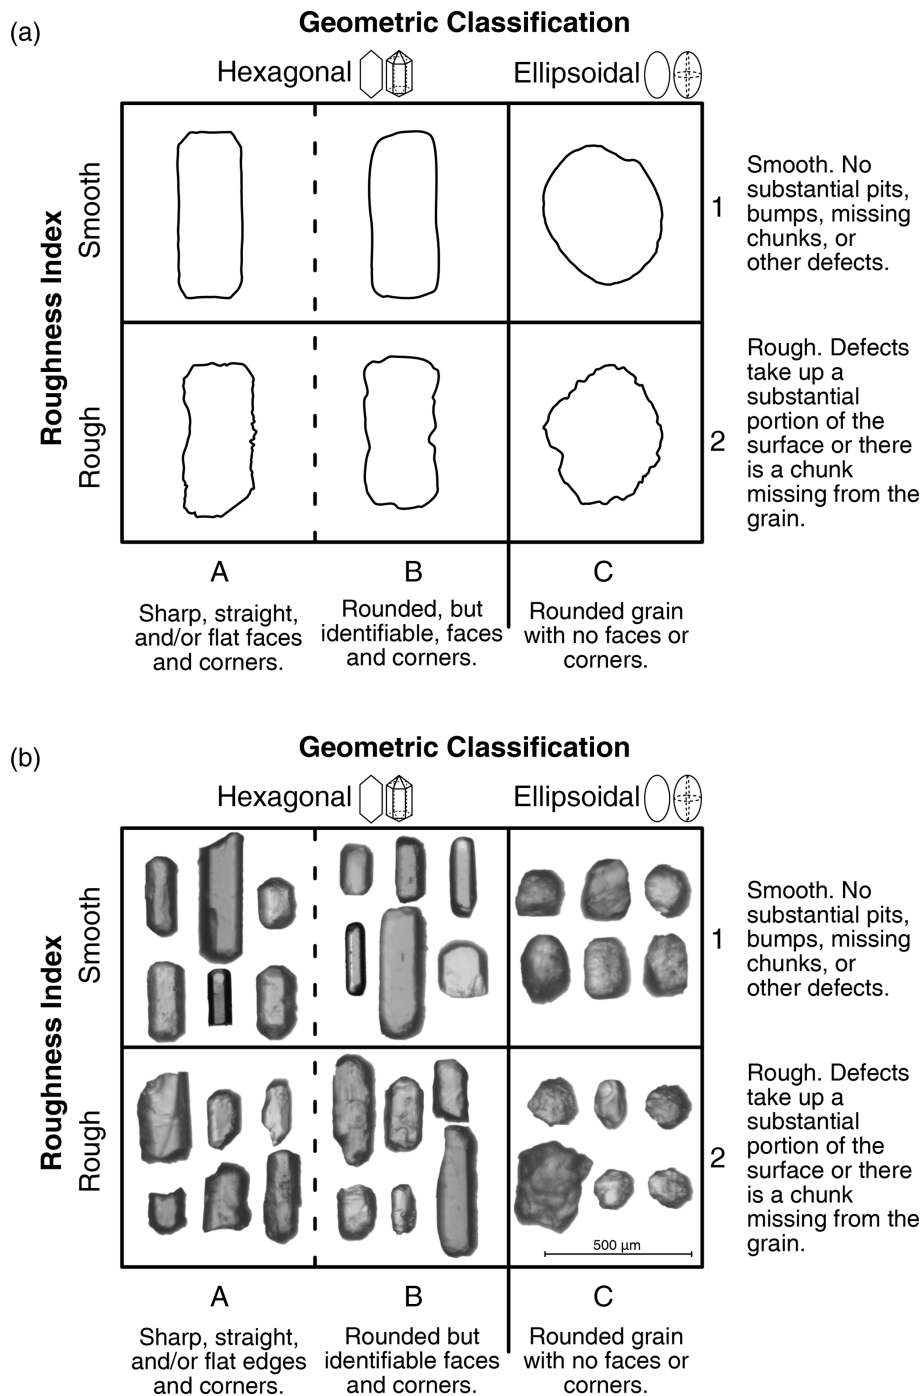 (a)
Geometric Classification
Hexagonal
Ellipsoidal
Roughness Index
Smooth
Rough
1
Smooth. No
substantial pits,
bumps, missing
chunks, or
other defects.
2
Rough. Defects
take up a
substantial
portion of the
surface or there
is a chunk
missing from the
grain.
A
Sharp, straight,
and/or flat faces
and corners.
B
Rounded, but
identifiable, faces
and corners.
C
Rounded grain
with no faces or
corners.
(b)
Geometric Classification
Hexagonal
Ellipsoidal
Roughness Index
Smooth
Rough
1
Smooth. No
substantial pits,
bumps, missing
chunks, or
other defects.
2
Rough. Defects
take up a
substantial
portion of the
surface or there
is a chunk
missing from the
grain.
500 µm
A
Sharp, straight,
and/or flat edges
and corners.
B
Rounded but
identifiable faces
and corners.
C
Rounded grain
with no faces or
corners.